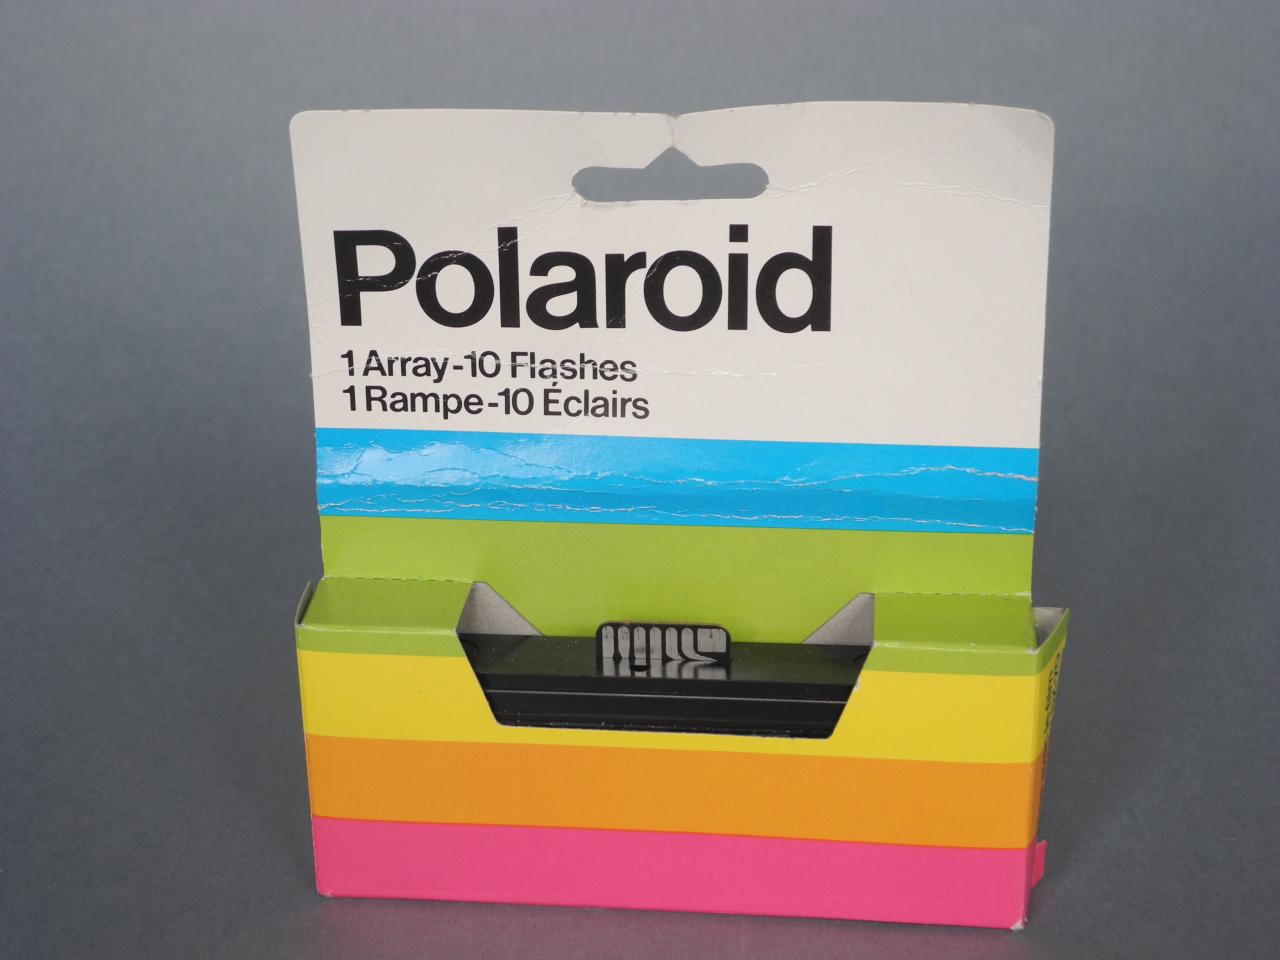 Polaroid
1 Array-10 Flashes
1 Rampe-10 Éclairs